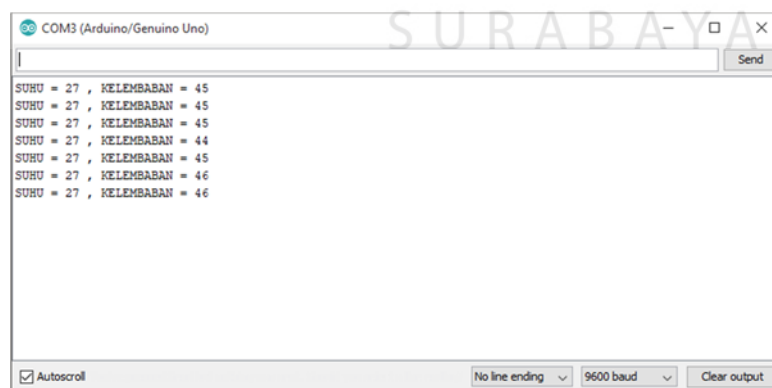 COM3 (Arduino/Genuino Uno)
SURABAYA
Send
SUHU = 27 , KELEMBABAN = 45
SUHU = 27 , KELEMBABAN = 45
SUHU = 27 , KELEMBABAN = 45
SUHU = 27 , KELEMBABAN = 44
SUHU = 27 , KELEMBABAN = 45
SUHU = 27 , KELEMBABAN = 46
SUHU = 27 , KELEMBABAN = 46
Autoscroll
No line ending
9600 baud
Clear output